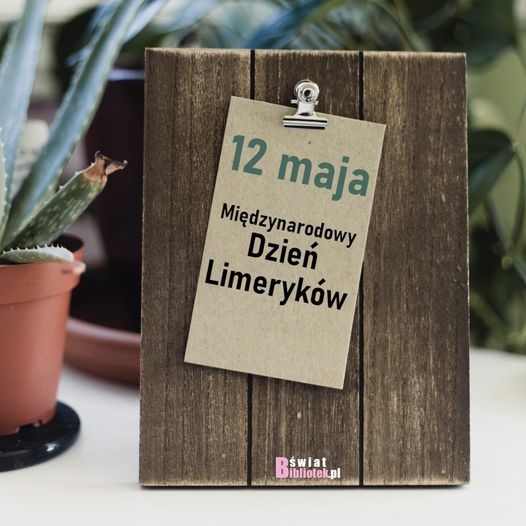 12 maja
Międzynarodowy
Dzień
Limeryków
świat
Bibliotek.pl